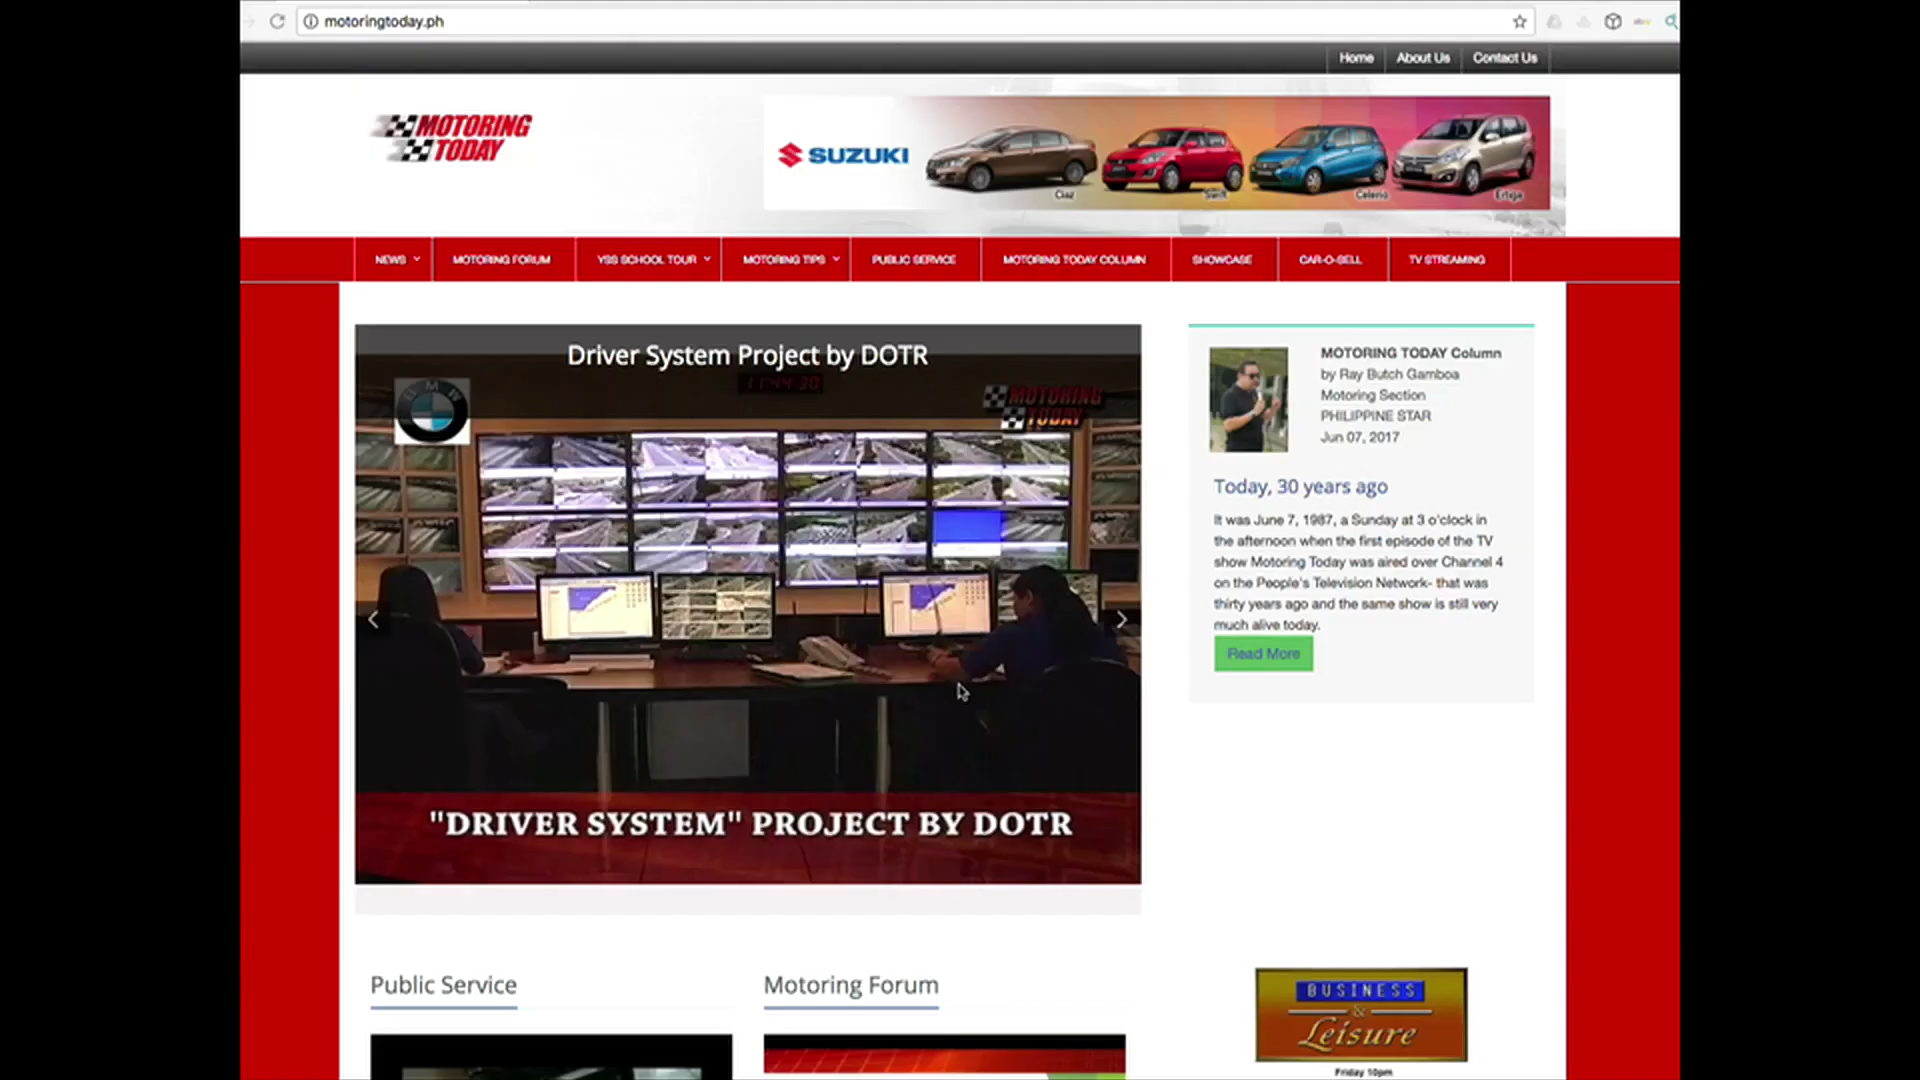 motoringtoday.ph
Home About Us Contact Us
MOTORING
TODAY
SUZUKI
Ciaz Swift Celerio Ertiga
NEWS MOTORING FORUM YSS SCHOOL TOUR MOTORING TIPS PUBLIC SERVICE MOTORING TODAY COLUMN SHOWCASE CAR-O-SELL TV STREAMING
Driver System Project by DOTR
BMW
11:44:30
MOTORING
TODAY
"DRIVER SYSTEM" PROJECT BY DOTR
MOTORING TODAY Column
by Ray Butch Gamboa
Motoring Section
PHILIPPINE STAR
Jun 07, 2017
Today, 30 years ago
It was June 7, 1987, a Sunday at 3 o'clock in
the afternoon when the first episode of the TV
show Motoring Today was aired over Channel 4
on the People's Television Network- that was
thirty years ago and the same show is still very
much alive today.
Read More
Public Service
Motoring Forum
BUSINESS
&
Leisure
Friday 10pm